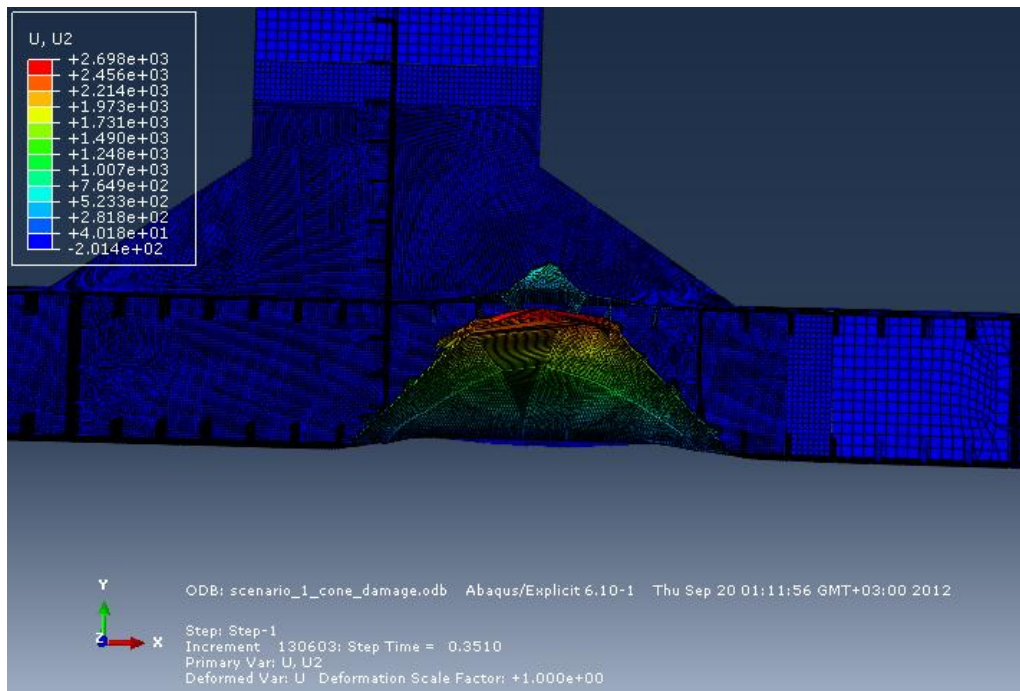 U, U2
+2.698e+03
+2.456e+03
+2.214e+03
+1.973e+03
+1.731e+03
+1.490e+03
+1.248e+03
+1.007e+03
+7.649e+02
+5.233e+02
+2.818e+02
+4.018e+01
-2.014e+02
Y
Z X
ODB: scenario_1_cone_damage.odb Abaqus/Explicit 6.10-1 Thu Sep 20 01:11:56 GMT+03:00 2012
Step: Step-1
Increment 130603: Step Time = 0.3510
Primary Var: U, U2
Deformed Var: U Deformation Scale Factor: +1.000e+00